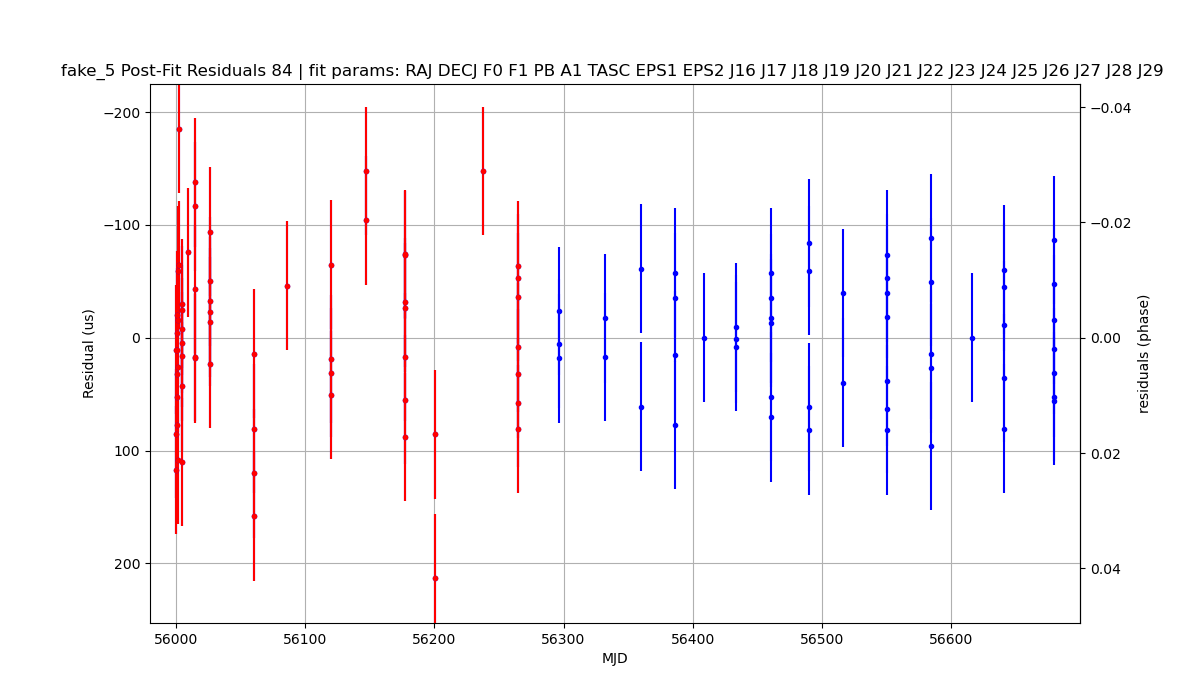 fake_5 Post-Fit Residuals 84 | fit params: RAJ DECJ F0 F1 PB A1 TASC EPS1 EPS2 J16 J17 J18 J19 J20 J21 J22 J23 J24 J25 J26 J27 J28 J29
−200
−100
0
100
200
Residual (us)
−0.04
−0.02
0.00
0.02
0.04
residuals (phase)
56000 56100 56200 56300 56400 56500 56600
MJD